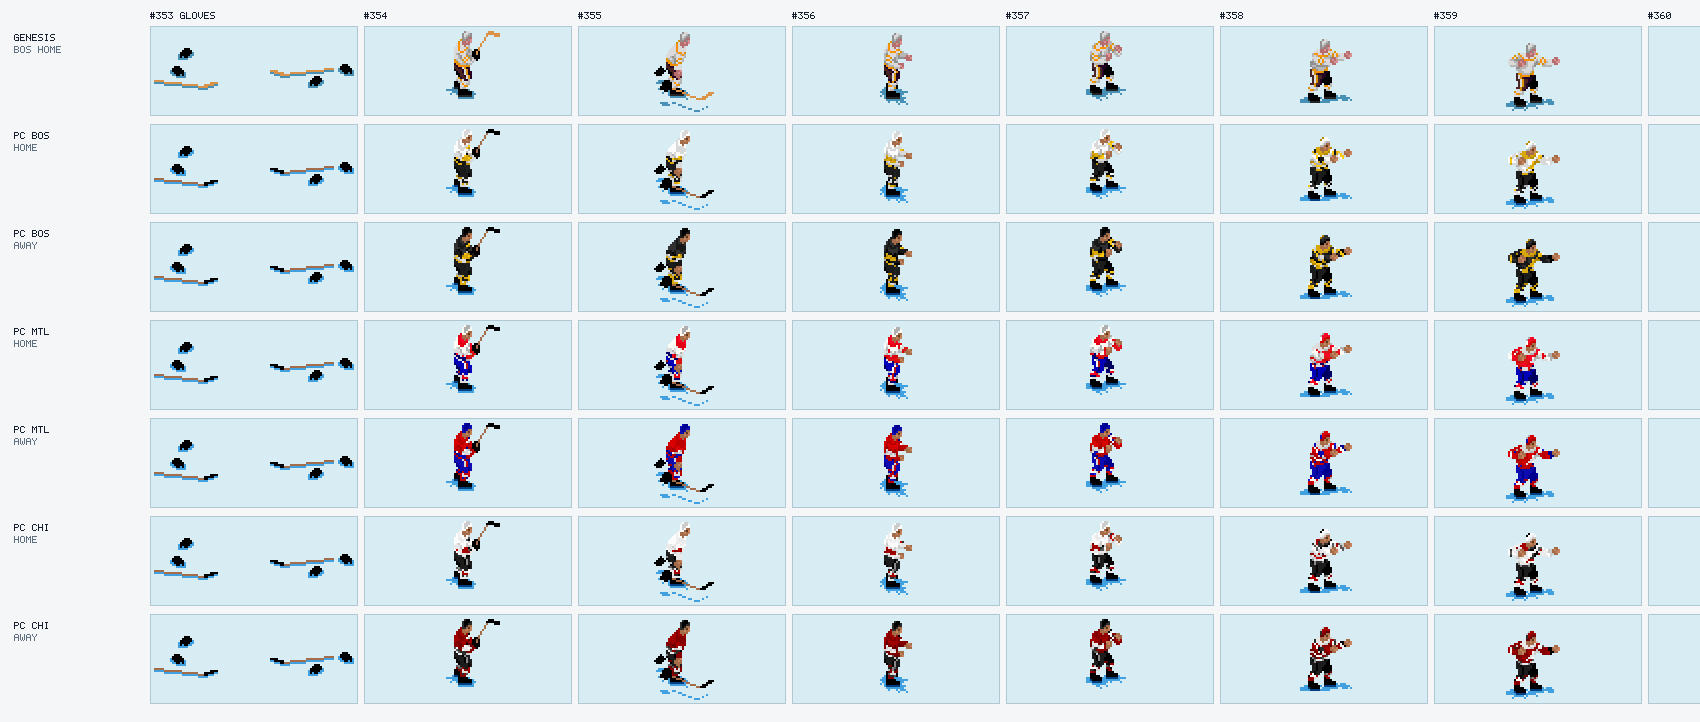 #353 GLOVES #354 #355 #356 #357 #358 #359 #360
GENESIS
BOS HOME
PC BOS
HOME
PC BOS
AWAY
PC MTL
HOME
PC MTL
AWAY
PC CHI
HOME
PC CHI
AWAY